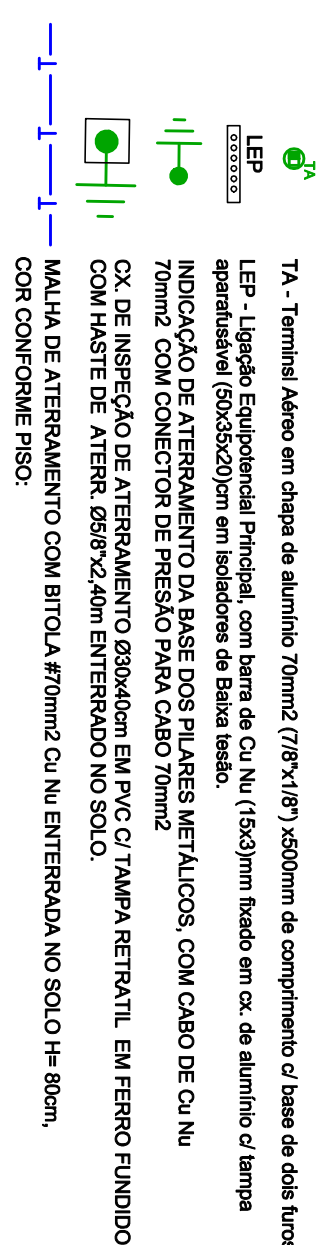 TA
TA - Terminsl Aéreo em chapa de alumínio 70mm2 (7/8"x1/8") x500mm de comprimento c/ base de dois furos
LEP
LEP - Ligação Equipotencial Principal, com barra de Cu Nu (15x3)mm fixado em cx. de alumínio c/ tampa
aparafusável (50x35x20)cm em isoladores de Baixa tesão.
INDICAÇÃO DE ATERRAMENTO DA BASE DOS PILARES METÁLICOS, COM CABO DE Cu Nu
70mm2 COM CONECTOR DE PRESÃO PARA CABO 70mm2
CX. DE INSPEÇÃO DE ATERRAMENTO Ø30x40cm EM PVC C/ TAMPA RETRATIL EM FERRO FUNDIDO
COM HASTE DE ATERR. Ø5/8"x2,40m ENTERRADO NO SOLO.
MALHA DE ATERRAMENTO COM BITOLA #70mm2 Cu Nu ENTERRADA NO SOLO H= 80cm,
COR CONFORME PISO: